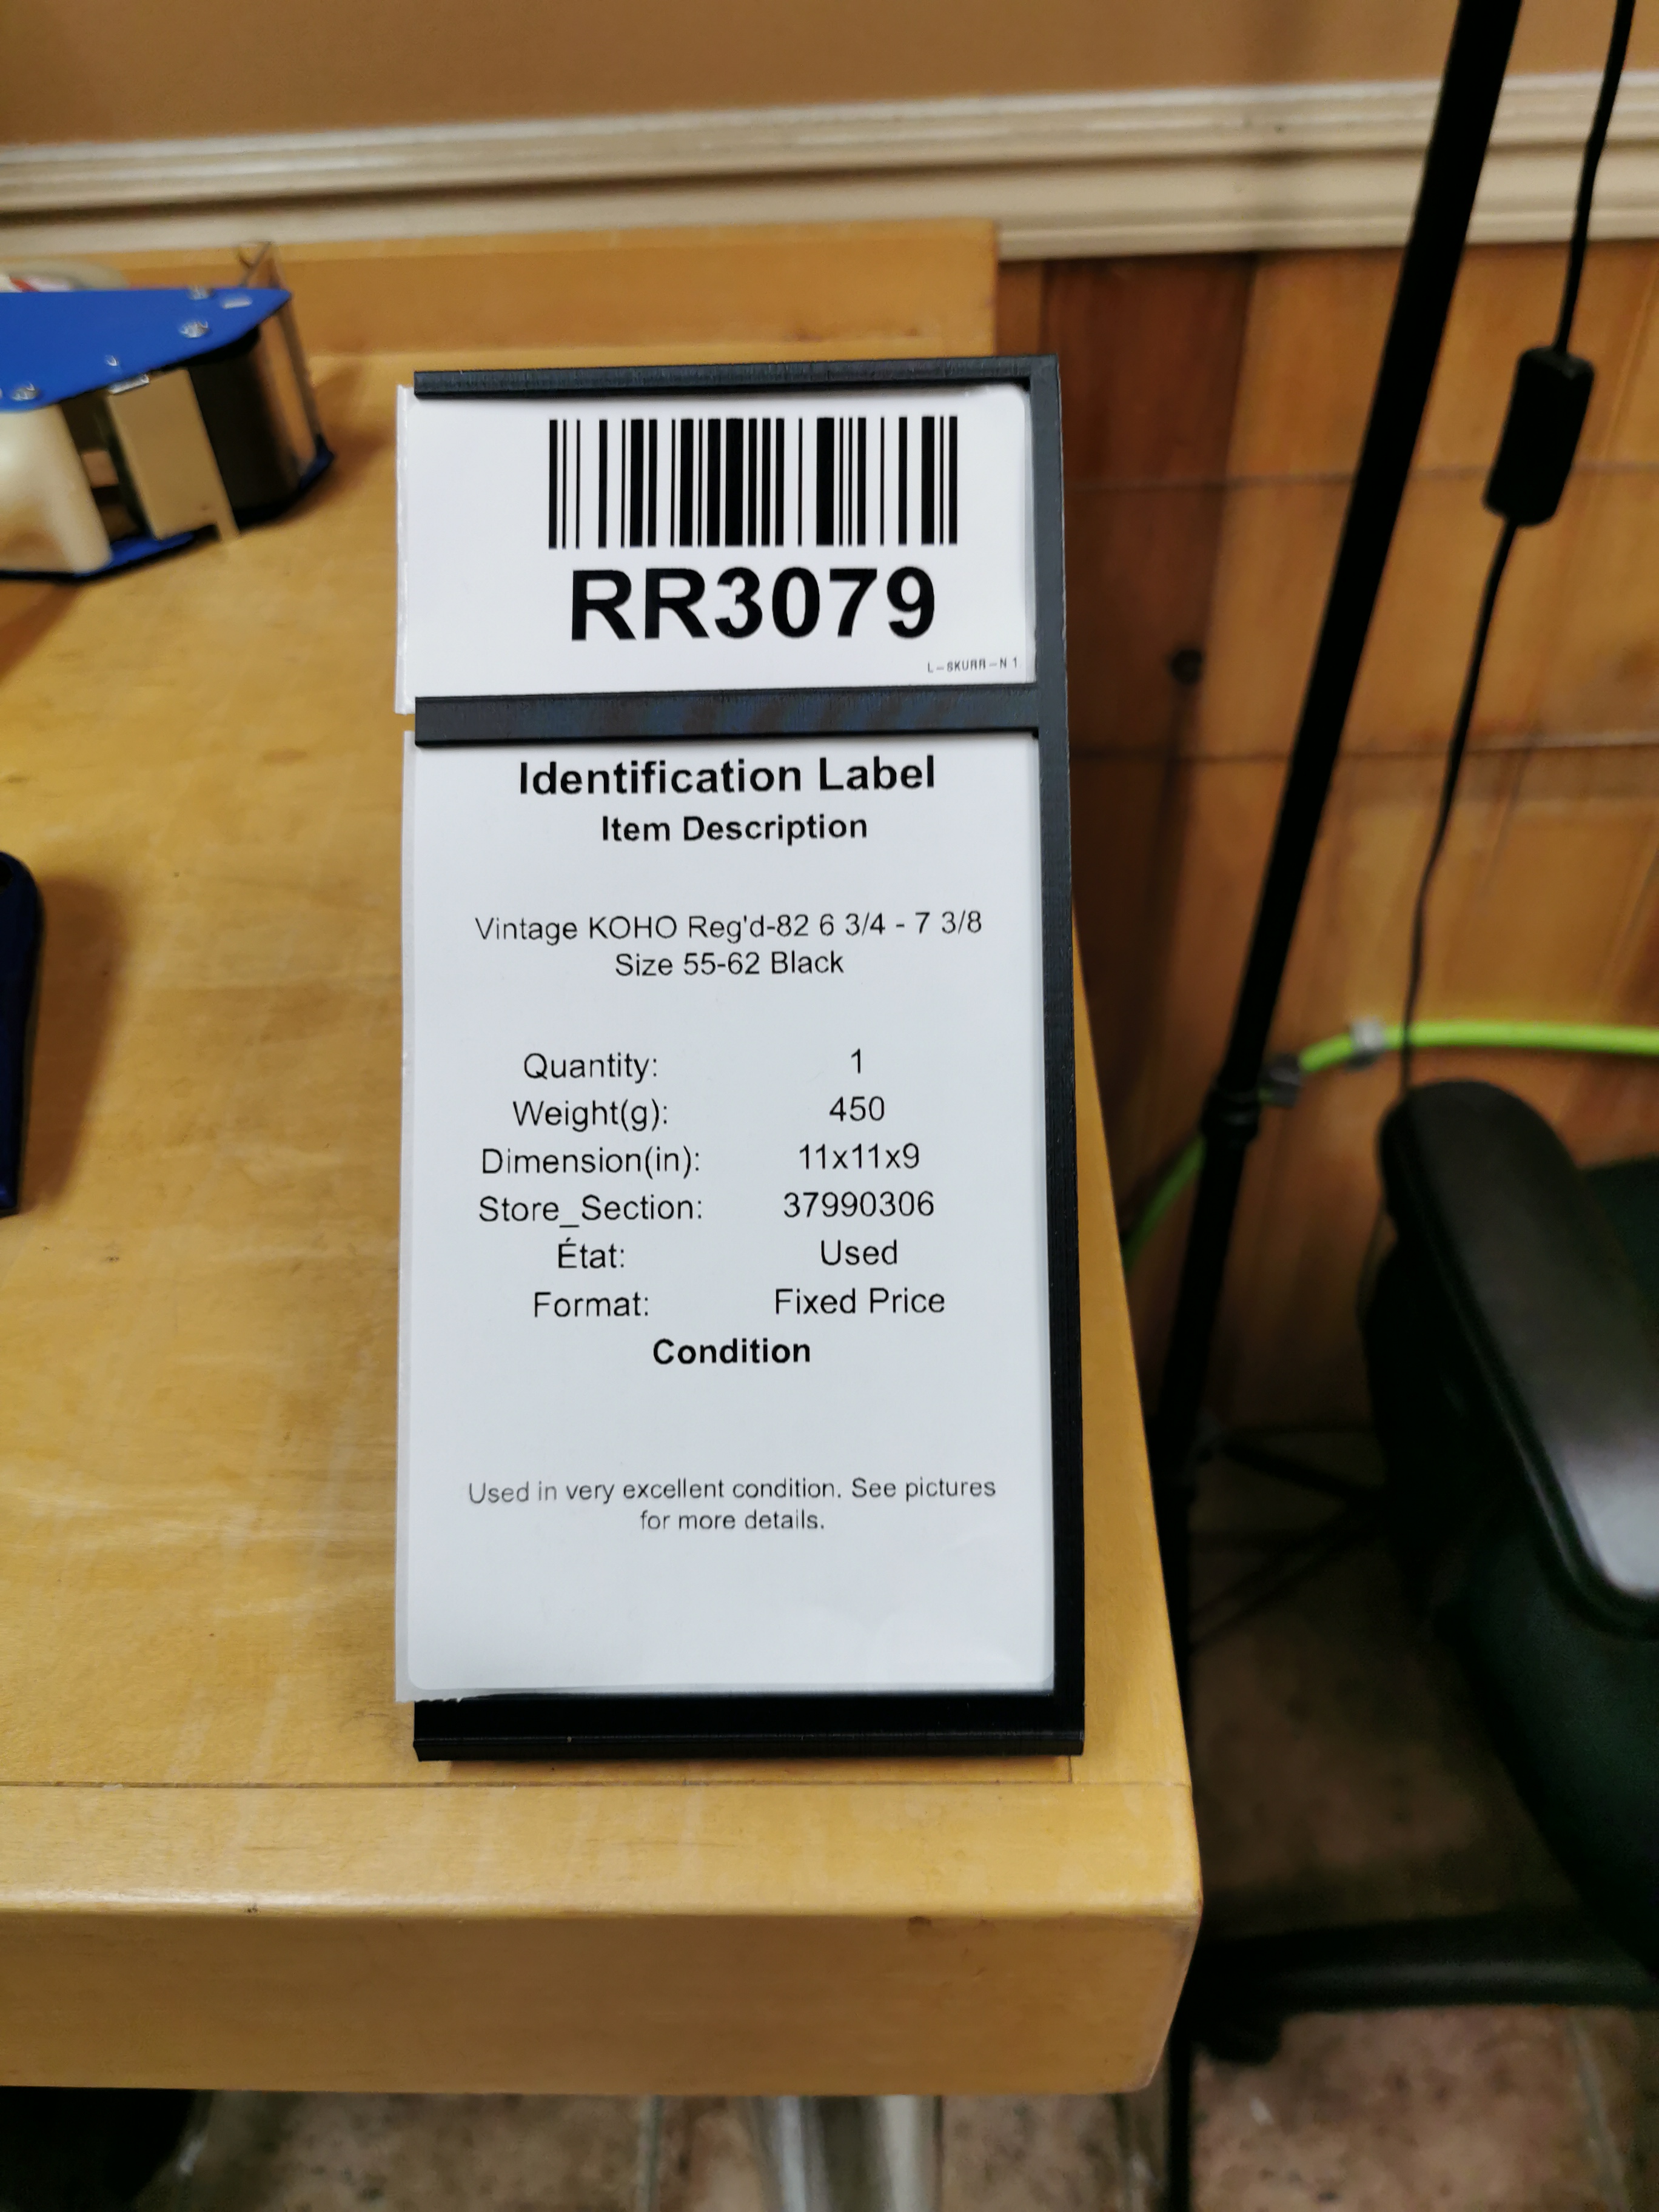 RR3079
L-SKURR-N 1
Identification Label
Item Description
Vintage KOHO Reg'd-82 6 3/4 - 7 3/8
Size 55-62 Black
Quantity: 1
Weight(g): 450
Dimension(in): 11x11x9
Store_Section: 37990306
État: Used
Format: Fixed Price
Condition
Used in very excellent condition. See pictures
for more details.